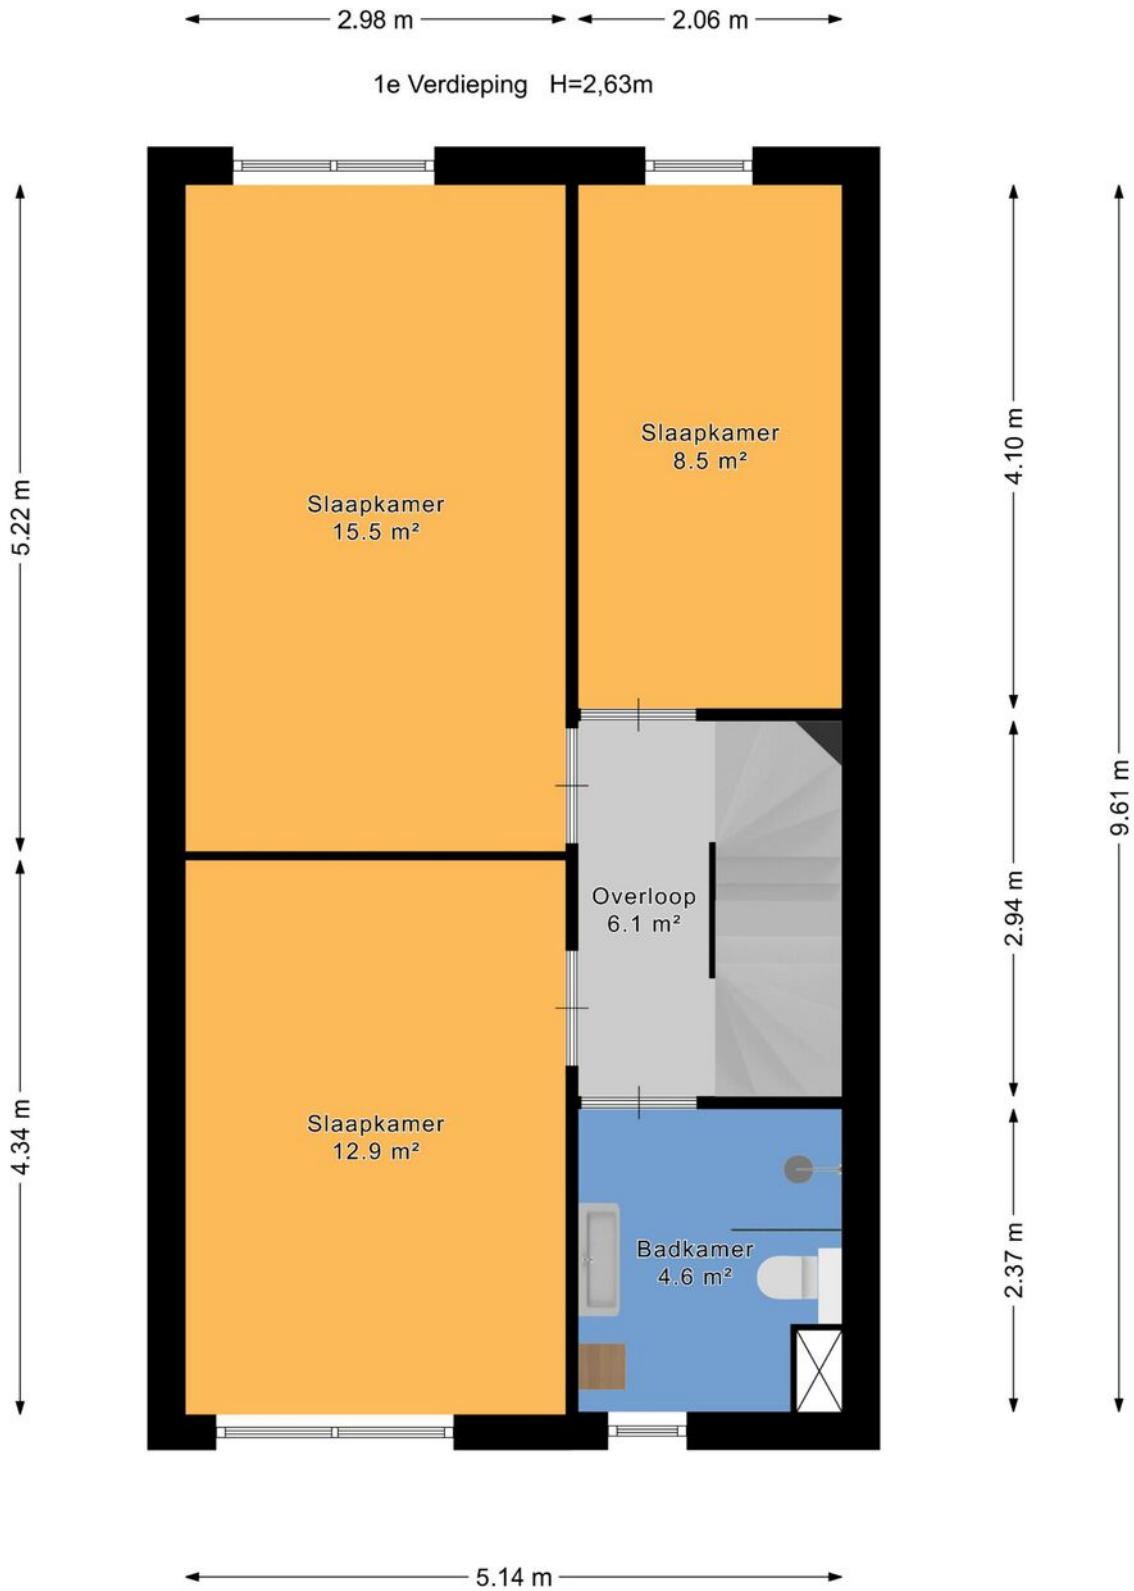 2.98 m
2.06 m
1e Verdieping H=2,63m
5.22 m
4.10 m
Slaapkamer
8.5 m²
Slaapkamer
15.5 m²
9.61 m
Overloop
6.1 m²
2.94 m
4.34 m
Slaapkamer
12.9 m²
Badkamer
4.6 m²
2.37 m
5.14 m